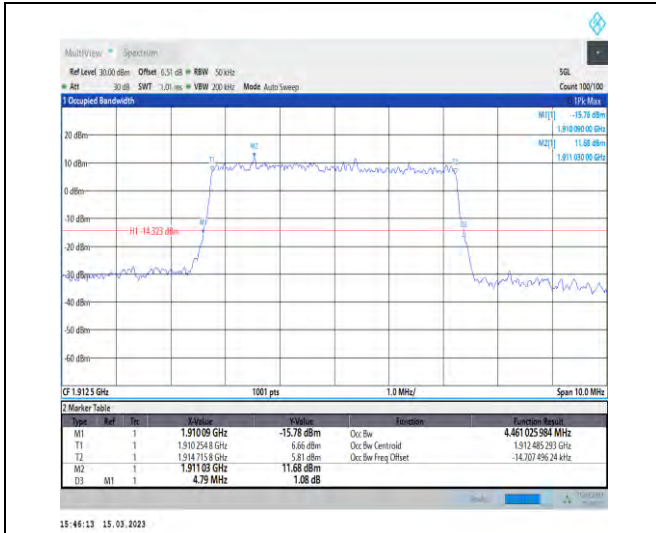 MultiView Spectrum
Ref Level 30.00 dBm Offset 6.51 dB RBW 50 kHz SGL
Att 30 dB SWT 1.01 ms VBW 200 kHz Mode Auto Sweep Count 100/100
1 Occupied Bandwidth 1Pk Max
M1[1] -15.78 dBm
1.910 090 00 GHz
20 dBm M2[1] 11.68 dBm
M2 1.911 030 00 GHz
10 dBm T1
0 dBm
-10 dBm
M1
H1 -14.323 dBm
-20 dBm
-30 dBm
-40 dBm
-50 dBm
-60 dBm
CF 1.912 5 GHz 1001 pts 1.0 MHz/ Span 10.0 MHz
2 Marker Table
Type Ref Trc X-Value Y-Value Function Function Result
M1 1 1.910 09 GHz -15.78 dBm Occ Bw 4.461 025 984 MHz
T1 1 1.910 254 8 GHz 6.66 dBm Occ Bw Centroid 1.912 485 293 GHz
T2 1 1.914 715 8 GHz 5.81 dBm Occ Bw Freq Offset -14.707 496 24 kHz
M2 1 1.911 03 GHz 11.68 dBm
D3 M1 1 4.79 MHz 1.08 dB
15:46:13 15.03.2023